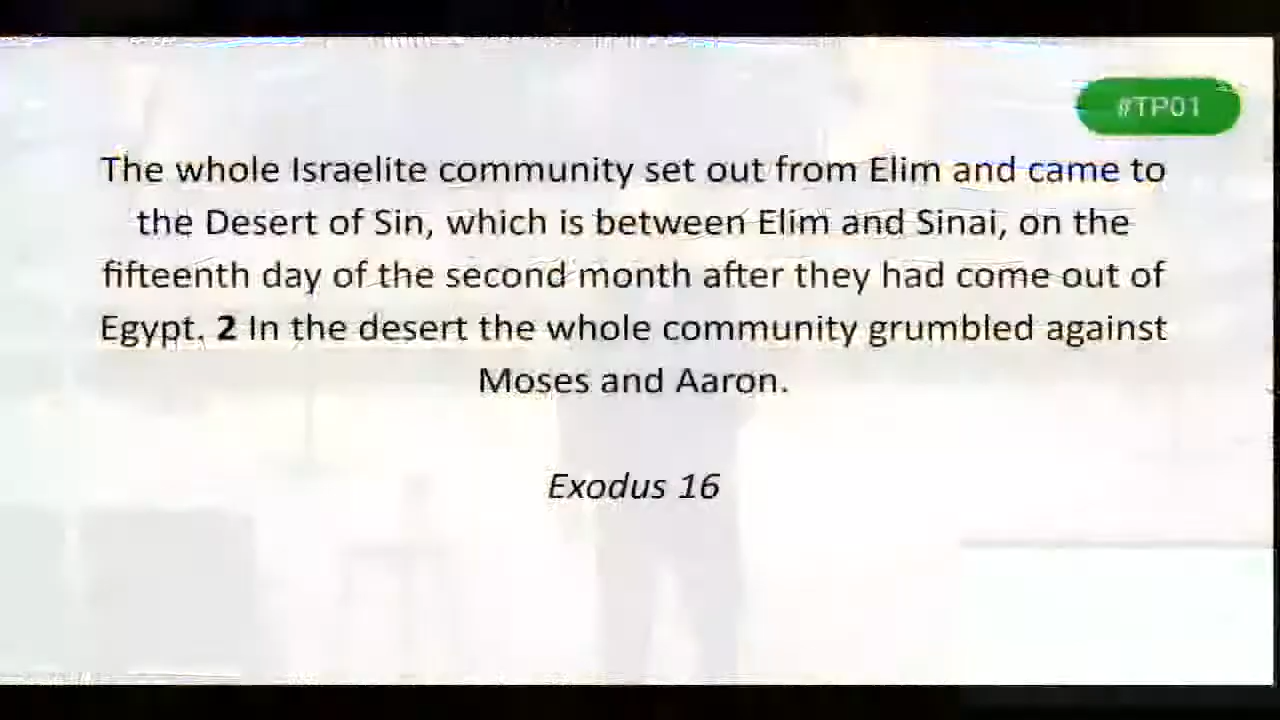 #TP01
The whole Israelite community set out from Elim and came to
the Desert of Sin, which is between Elim and Sinai, on the
fifteenth day of the second month after they had come out of
Egypt. 2 In the desert the whole community grumbled against
Moses and Aaron.
Exodus 16